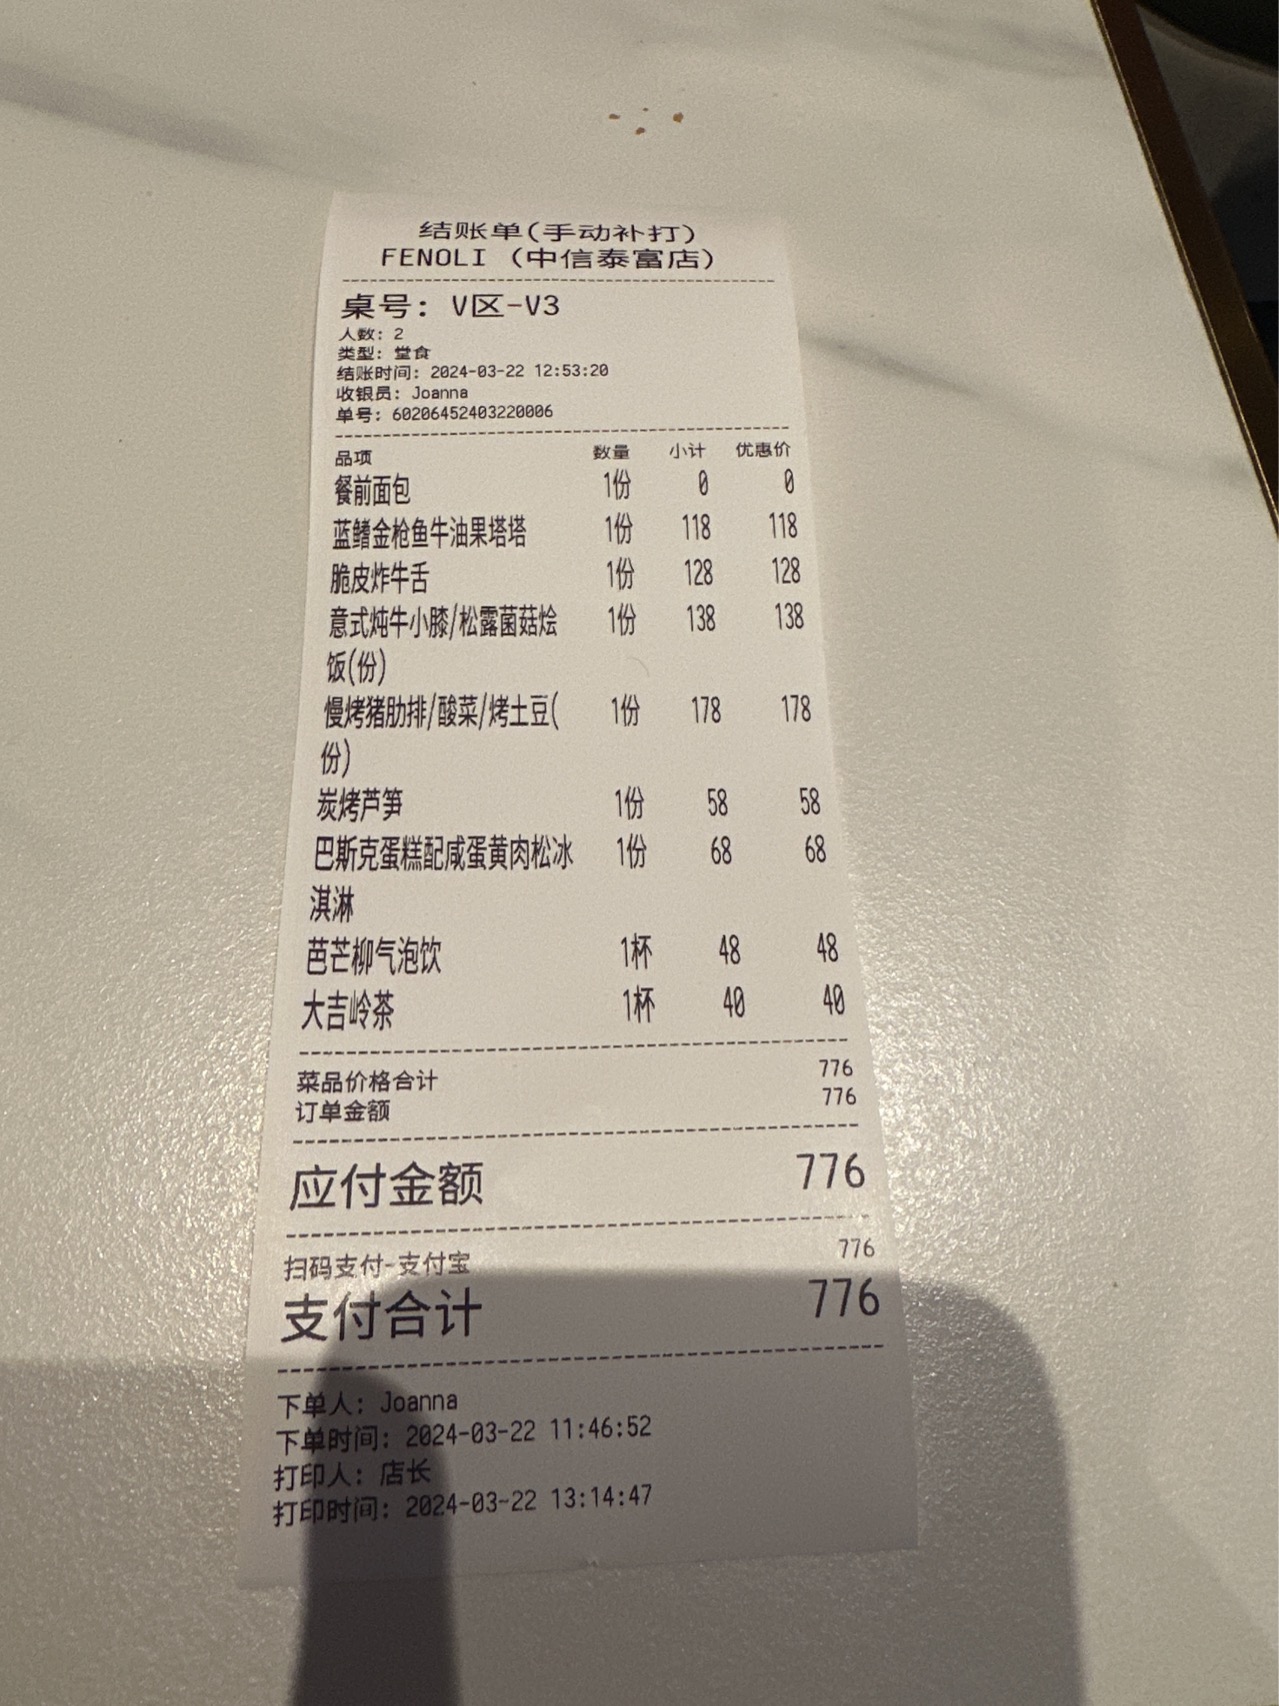 结账单(手动补打)
FENOLI (中信泰富店)
桌号: V区-V3
人数: 2
类型: 堂食
结账时间: 2024-03-22 12:53:20
收银员: Joanna
单号: 60206452403220006
品项 数量 小计 优惠价
餐前面包 1份 0 0
蓝鳍金枪鱼牛油果塔塔 1份 118 118
脆皮炸牛舌 1份 128 128
意式炖牛小膝/松露菌菇烩 1份 138 138
饭(份)
慢烤猪肋排/酸菜/烤土豆( 1份 178 178
份)
炭烤芦笋 1份 58 58
巴斯克蛋糕配咸蛋黄肉松冰 1份 68 68
淇淋
芭芒柳气泡饮 1杯 48 48
大吉岭茶 1杯 40 40
菜品价格合计 776
订单金额 776
应付金额 776
扫码支付-支付宝 776
支付合计 776
下单人: Joanna
下单时间: 2024-03-22 11:46:52
打印人: 店长
打印时间: 2024-03-22 13:14:47